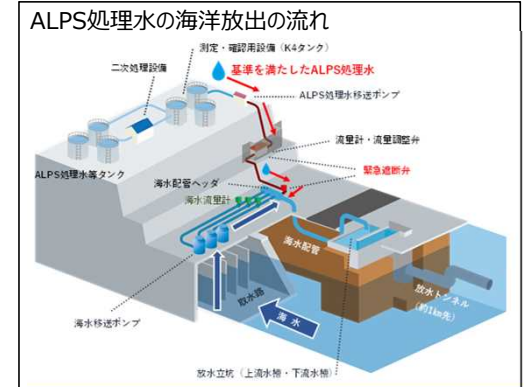 ALPS処理水の海洋放出の流れ
測定・確認用設備（K4タンク）
二次処理設備
基準を満たしたALPS処理水
ALPS処理水移送ポンプ
流量計・流量調整弁
ALPS処理水等タンク
緊急遮断弁
海水配管ヘッダ
海水流量計
海水配管
放水トンネル
（約1km先）
取水路
海水
海水移送ポンプ
放水立坑（上流水槽・下流水槽）